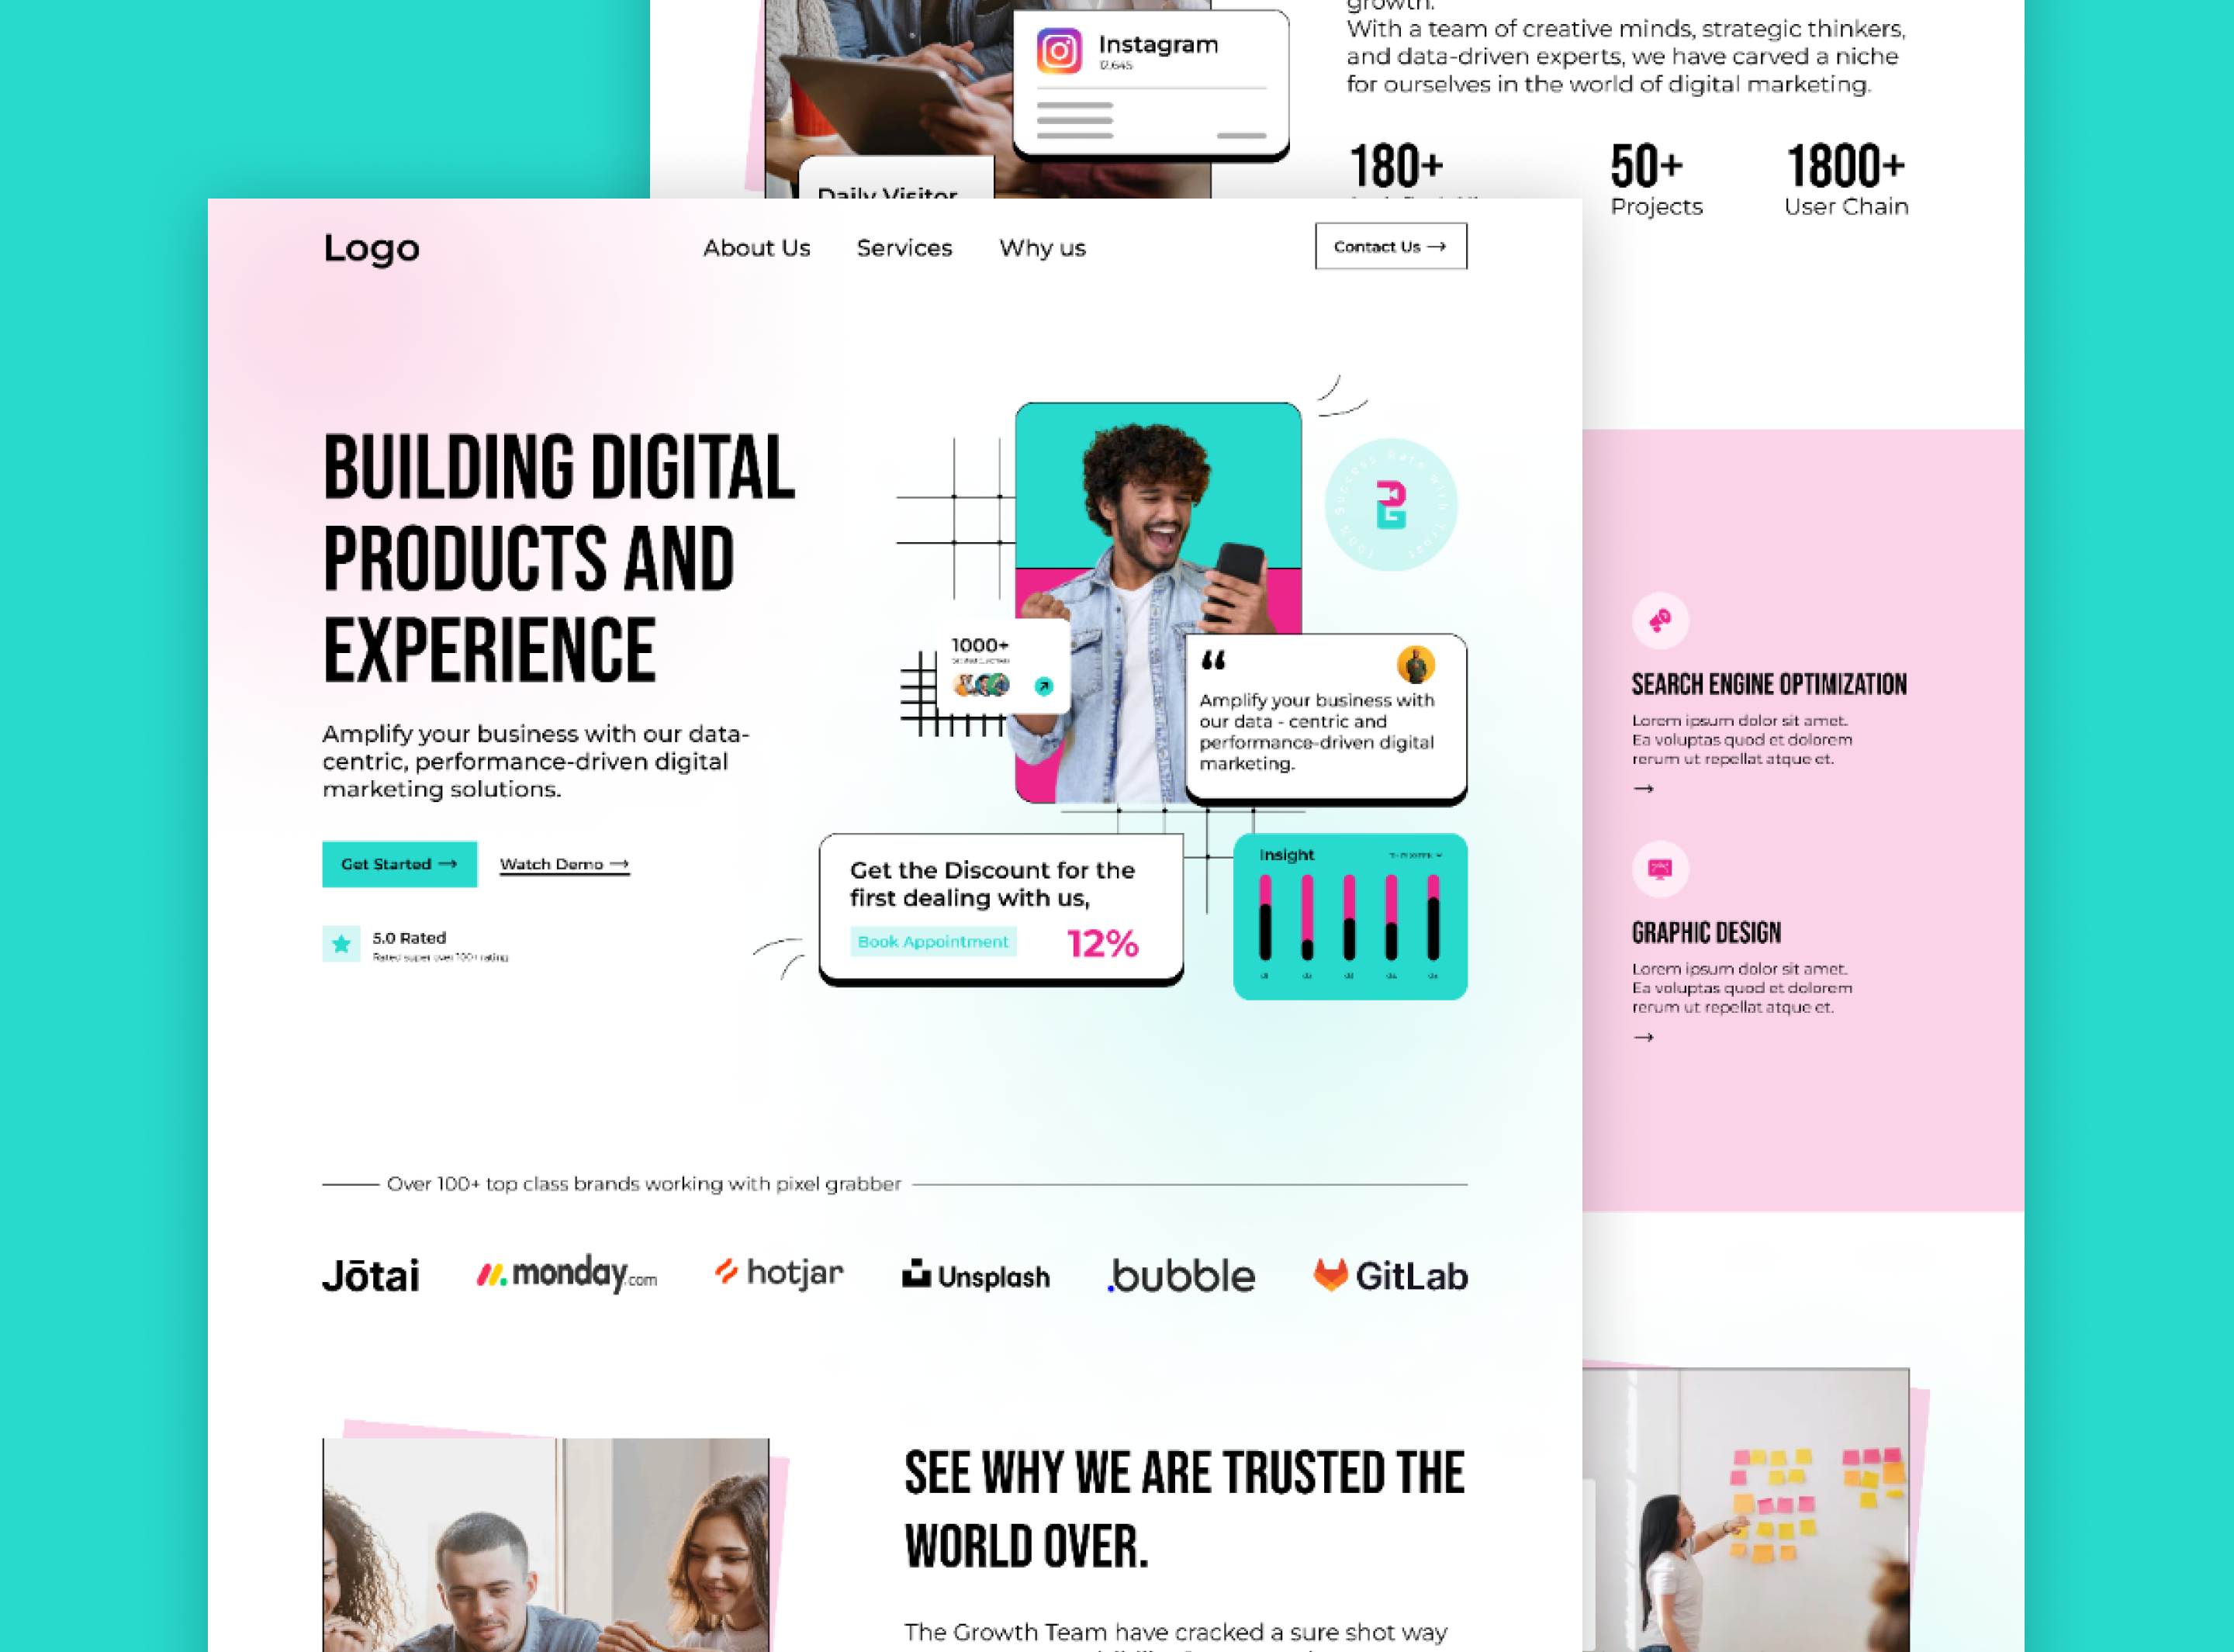 With a team of creative minds, strategic thinkers,
and data-driven experts, we have carved a niche
for ourselves in the world of digital marketing.
180+
50+
Projects
1800+
User Chain
Instagram
12,645
Daily Visitor
Logo
About Us
Services
Why us
Contact Us →
BUILDING DIGITAL
PRODUCTS AND
EXPERIENCE
Amplify your business with our data-
centric, performance-driven digital
marketing solutions.
Get Started →
Watch Demo →
5.0 Rated
Rated super over 100+ rating
100% Success Rate with Trust
1000+
“
Amplify your business with
our data - centric and
performance-driven digital
marketing.
Get the Discount for the
first dealing with us,
Book Appointment
12%
Insight
Over 100+ top class brands working with pixel grabber
Jōtai
monday.com
hotjar
Unsplash
.bubble
GitLab
SEE WHY WE ARE TRUSTED THE
WORLD OVER.
The Growth Team have cracked a sure shot way
SEARCH ENGINE OPTIMIZATION
Lorem ipsum dolor sit amet.
Ea voluptas quod et dolorem
rerum ut repellat atque et.
→
GRAPHIC DESIGN
Lorem ipsum dolor sit amet.
Ea voluptas quod et dolorem
rerum ut repellat atque et.
→